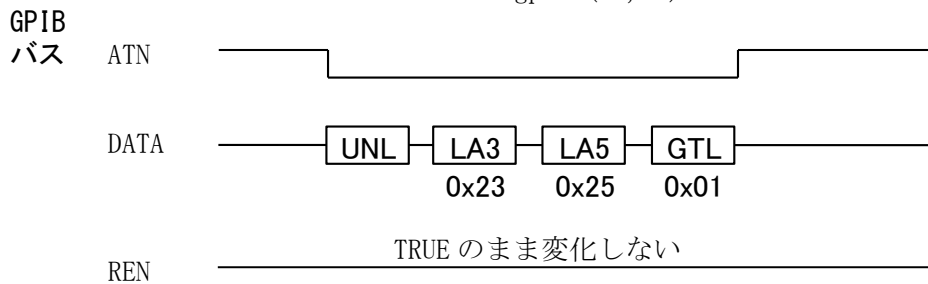 GPIB
バス ATN
DATA UNL LA3 LA5 GTL
0x23 0x25 0x01
TRUE のまま変化しない
REN